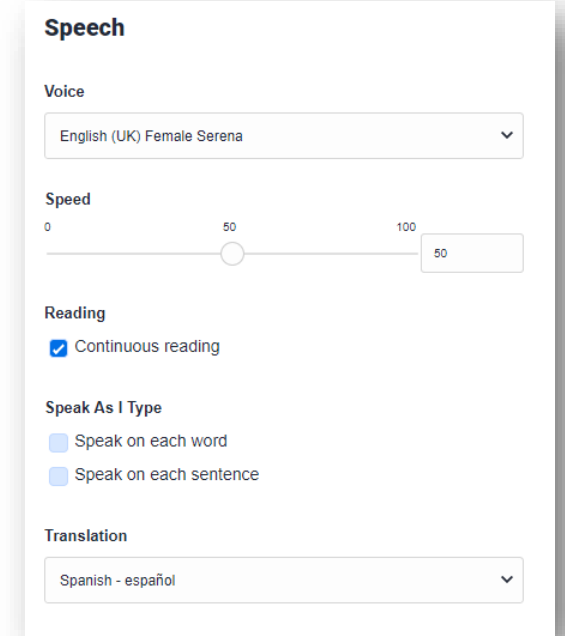 Speech
Voice
English (UK) Female Serena
Speed
0 50 100
50
Reading
Continuous reading
Speak As I Type
Speak on each word
Speak on each sentence
Translation
Spanish - español